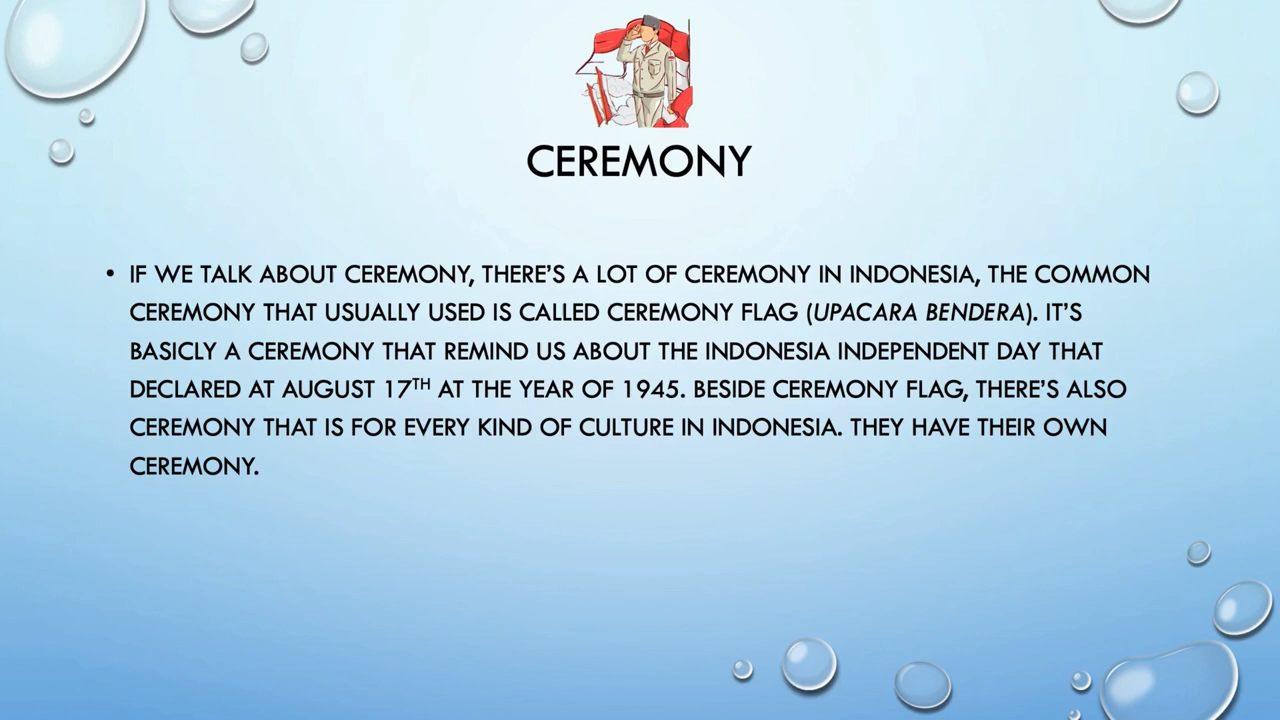 CEREMONY
• IF WE TALK ABOUT CEREMONY, THERE'S A LOT OF CEREMONY IN INDONESIA, THE COMMON
CEREMONY THAT USUALLY USED IS CALLED CEREMONY FLAG (UPACARA BENDERA). IT'S
BASICLY A CEREMONY THAT REMIND US ABOUT THE INDONESIA INDEPENDENT DAY THAT
DECLARED AT AUGUST 17TH AT THE YEAR OF 1945. BESIDE CEREMONY FLAG, THERE'S ALSO
CEREMONY THAT IS FOR EVERY KIND OF CULTURE IN INDONESIA. THEY HAVE THEIR OWN
CEREMONY.